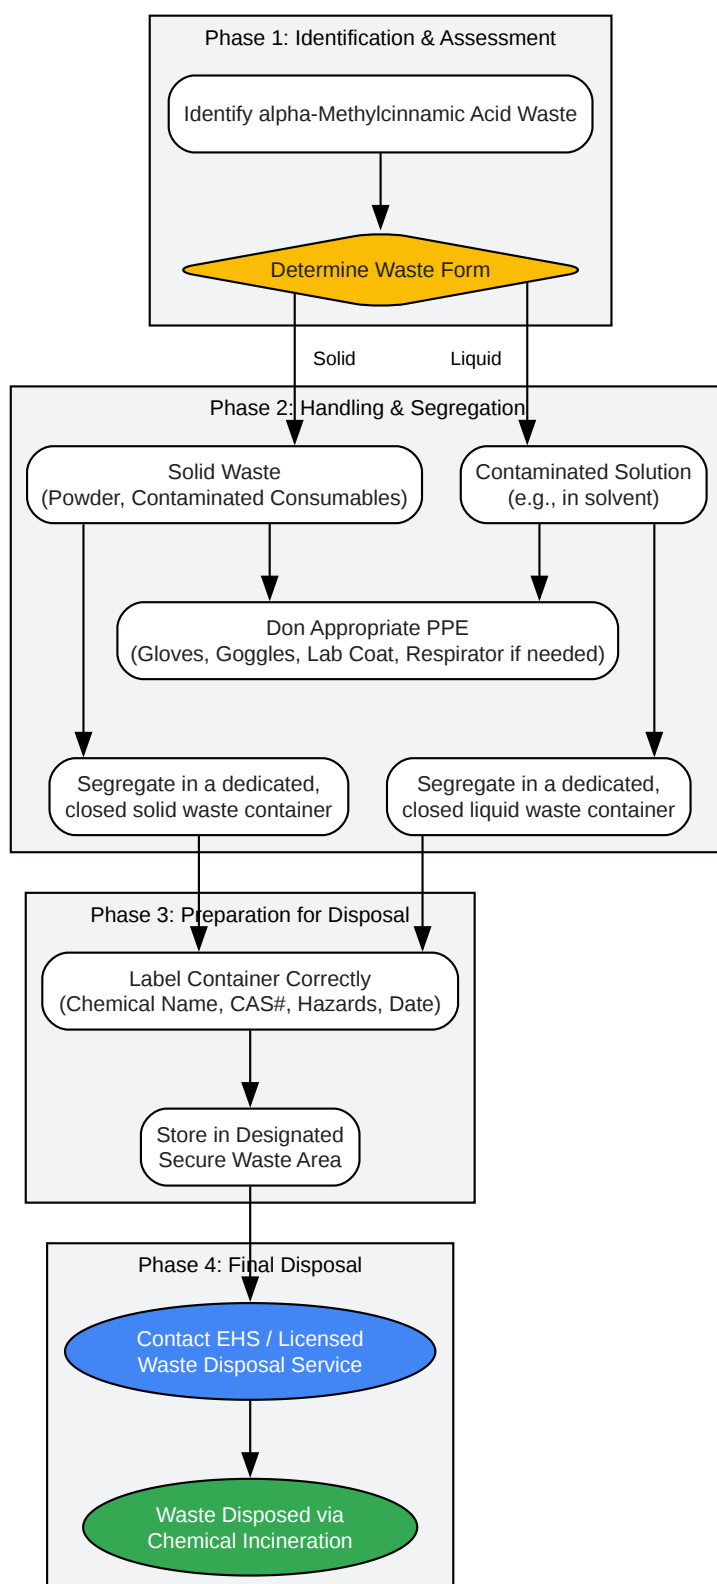 Phase 1: Identification & Assessment
Identify alpha-Methylcinnamic Acid Waste
Determine Waste Form
Solid
Liquid
Phase 2: Handling & Segregation
Solid Waste
(Powder, Contaminated Consumables)
Contaminated Solution
(e.g., in solvent)
Don Appropriate PPE
(Gloves, Goggles, Lab Coat, Respirator if needed)
Segregate in a dedicated,
closed solid waste container
Segregate in a dedicated,
closed liquid waste container
Phase 3: Preparation for Disposal
Label Container Correctly
(Chemical Name, CAS#, Hazards, Date)
Store in Designated
Secure Waste Area
Phase 4: Final Disposal
Contact EHS / Licensed
Waste Disposal Service
Waste Disposed via
Chemical Incineration